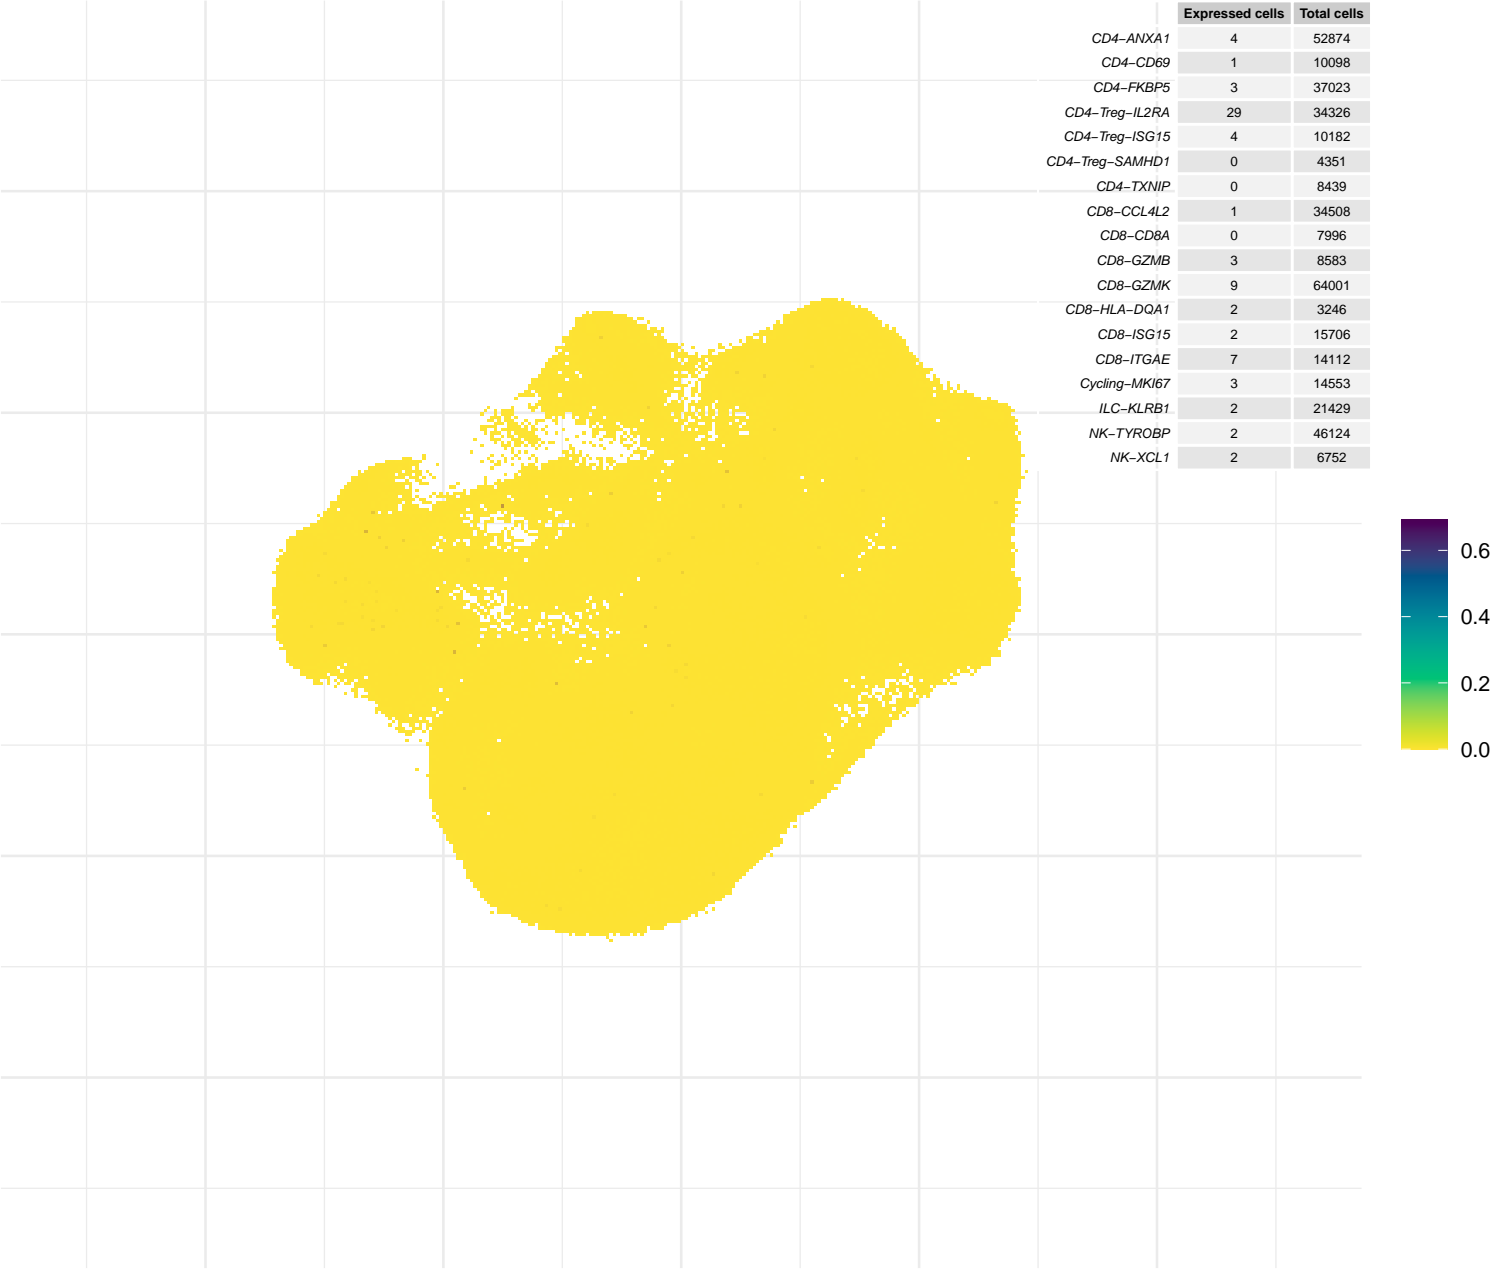 Expressed cells Total cells
CD4−ANXA1 4 52874
CD4−CD69 1 10098
CD4−FKBP5 3 37023
CD4−Treg−IL2RA 29 34326
CD4−Treg−ISG15 4 10182
CD4−Treg−SAMHD1 0 4351
CD4−TXNIP 0 8439
CD8−CCL4L2 1 34508
CD8−CD8A 0 7996
CD8−GZMB 3 8583
CD8−GZMK 9 64001
CD8−HLA−DQA1 2 3246
CD8−ISG15 2 15706
CD8−ITGAE 7 14112
Cycling−MKI67 3 14553
ILC−KLRB1 2 21429
NK−TYROBP 2 46124
NK−XCL1 2 6752
0.6
0.4
0.2
0.0